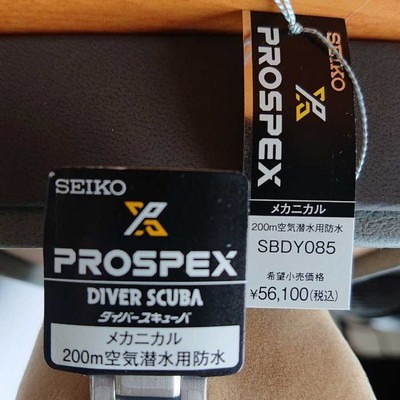 SEIKO
PROSPEX
DIVER SCUBA
ダイバースキューバ
メカニカル
200m空気潜水用防水
SEIKO
PROSPEX
メカニカル
200m空気潜水用防水
SBDY085
希望小売価格
¥56,100(税込)